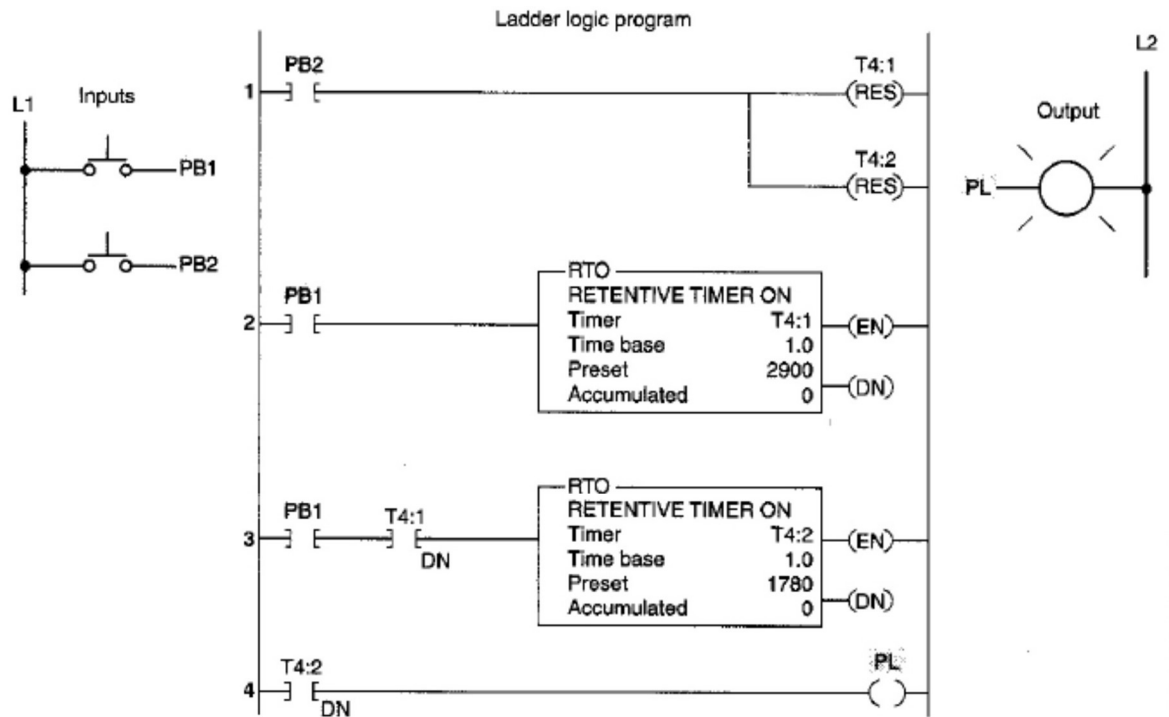 Ladder logic program
L1
Inputs
PB1
PB2
1
PB2
T4:1
(RES)
T4:2
(RES)
L2
Output
PL
2
PB1
RTO
RETENTIVE TIMER ON
Timer T4:1
Time base 1.0
Preset 2900
Accumulated 0
(EN)
(DN)
3
PB1
T4:1
DN
RTO
RETENTIVE TIMER ON
Timer T4:2
Time base 1.0
Preset 1780
Accumulated 0
(EN)
(DN)
4
T4:2
DN
PL